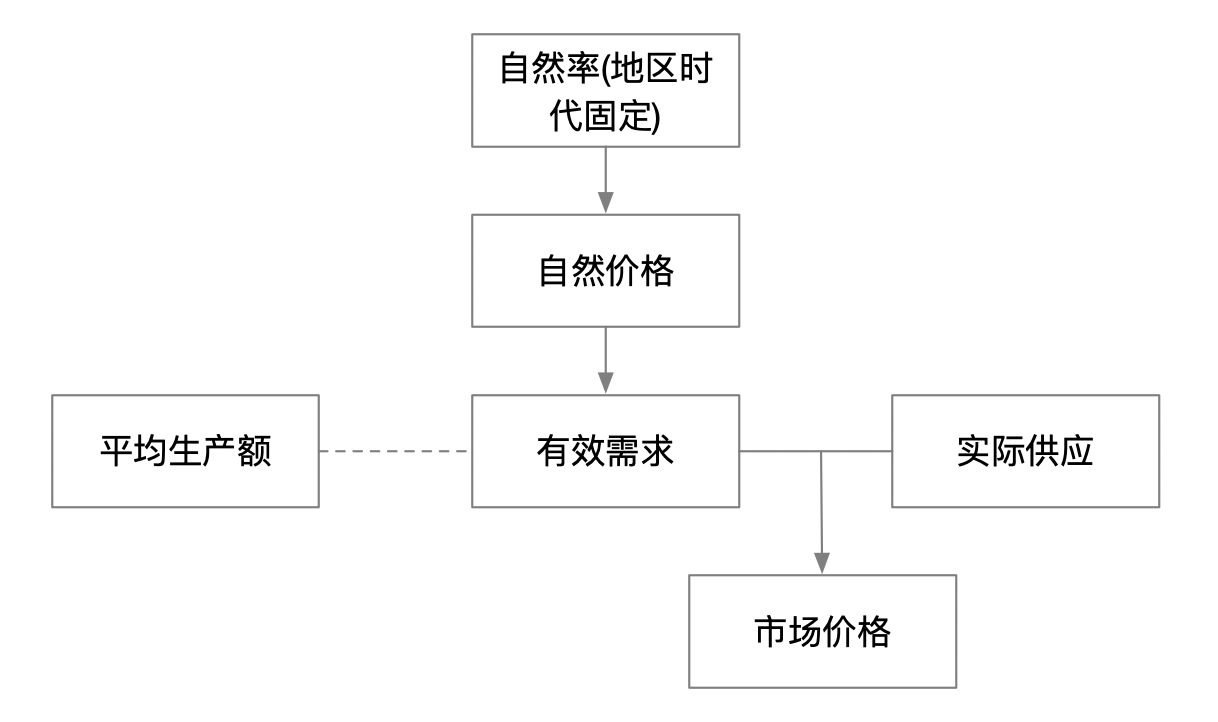 自然率(地区时
代固定)
自然价格
平均生产额
有效需求
实际供应
市场价格